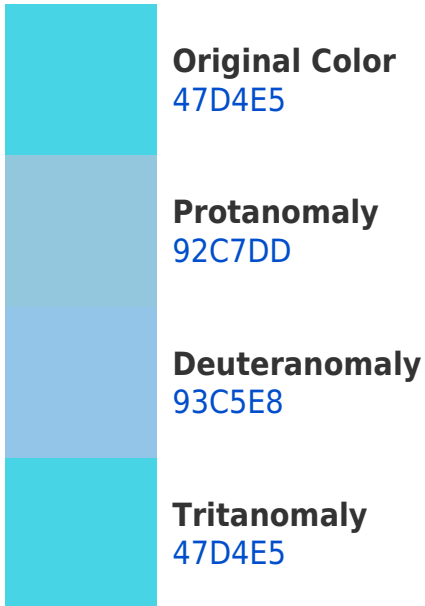 Original Color
47D4E5
Protanomaly
92C7DD
Deuteranomaly
93C5E8
Tritanomaly
47D4E5